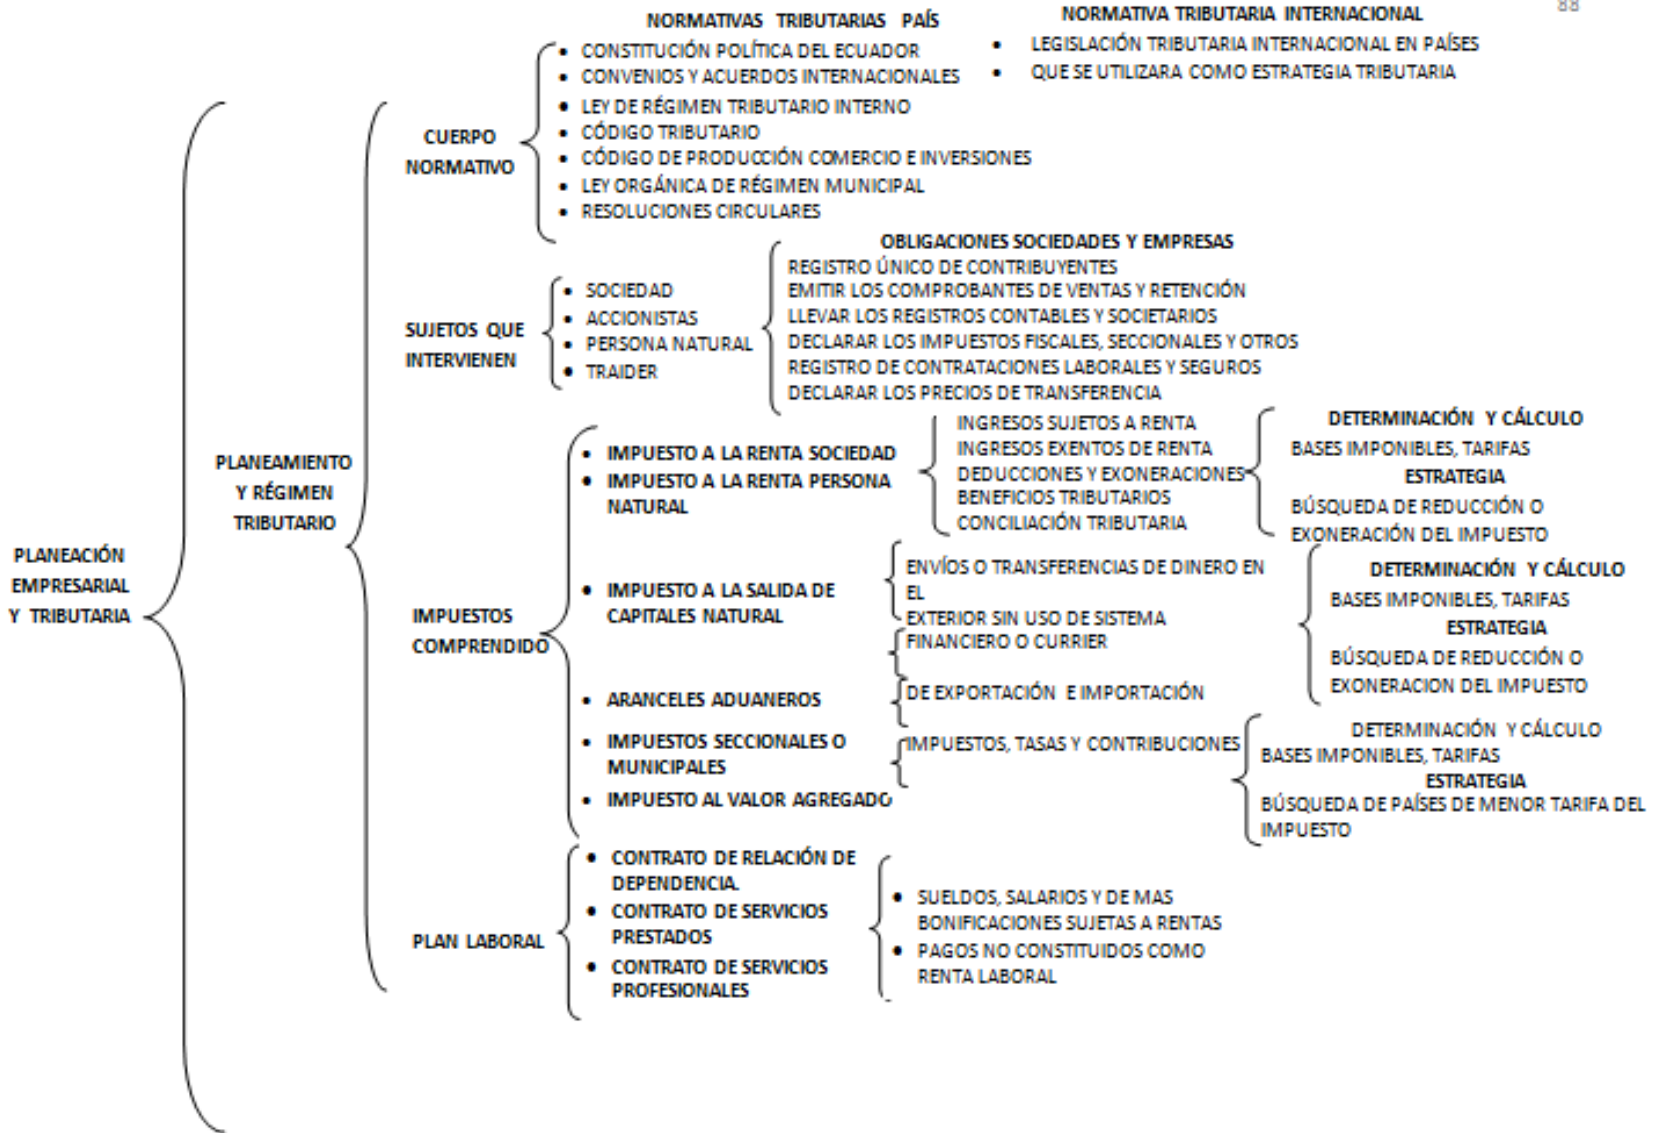 88
NORMATIVAS TRIBUTARIAS PAÍS
CONSTITUCIÓN POLÍTICA DEL ECUADOR
CONVENIOS Y ACUERDOS INTERNACIONALES
LEY DE RÉGIMEN TRIBUTARIO INTERNO
CÓDIGO TRIBUTARIO
CÓDIGO DE PRODUCCIÓN COMERCIO E INVERSIONES
LEY ORGÁNICA DE RÉGIMEN MUNICIPAL
RESOLUCIONES CIRCULARES
NORMATIVA TRIBUTARIA INTERNACIONAL
LEGISLACIÓN TRIBUTARIA INTERNACIONAL EN PAÍSES
QUE SE UTILIZARA COMO ESTRATEGIA TRIBUTARIA
CUERPO
NORMATIVO
OBLIGACIONES SOCIEDADES Y EMPRESAS
REGISTRO ÚNICO DE CONTRIBUYENTES
EMITIR LOS COMPROBANTES DE VENTAS Y RETENCIÓN
LLEVAR LOS REGISTROS CONTABLES Y SOCIETARIOS
DECLARAR LOS IMPUESTOS FISCALES, SECCIONALES Y OTROS
REGISTRO DE CONTRATACIONES LABORALES Y SEGUROS
DECLARAR LOS PRECIOS DE TRANSFERENCIA
SUJETOS QUE
INTERVIENEN
SOCIEDAD
ACCIONISTAS
PERSONA NATURAL
TRAIDER
PLANEACIÓN
EMPRESARIAL
Y TRIBUTARIA
PLANEAMIENTO
Y RÉGIMEN
TRIBUTARIO
IMPUESTOS
COMPRENDIDO
IMPUESTO A LA RENTA SOCIEDAD
IMPUESTO A LA RENTA PERSONA
NATURAL
INGRESOS SUJETOS A RENTA
INGRESOS EXENTOS DE RENTA
DEDUCCIONES Y EXONERACIONES
BENEFICIOS TRIBUTARIOS
CONCILIACIÓN TRIBUTARIA
DETERMINACIÓN Y CÁLCULO
BASES IMPONIBLES, TARIFAS
ESTRATEGIA
BÚSQUEDA DE REDUCCIÓN O
EXONERACIÓN DEL IMPUESTO
IMPUESTO A LA SALIDA DE
CAPITALES NATURAL
ENVÍOS O TRANSFERENCIAS DE DINERO EN
EL
EXTERIOR SIN USO DE SISTEMA
FINANCIERO O CURRIER
DETERMINACIÓN Y CÁLCULO
BASES IMPONIBLES, TARIFAS
ESTRATEGIA
BÚSQUEDA DE REDUCCIÓN O
EXONERACION DEL IMPUESTO
ARANCELES ADUANEROS
DE EXPORTACIÓN E IMPORTACIÓN
IMPUESTOS SECCIONALES O
MUNICIPALES
IMPUESTOS, TASAS Y CONTRIBUCIONES
IMPUESTO AL VALOR AGREGADO
DETERMINACIÓN Y CÁLCULO
BASES IMPONIBLES, TARIFAS
ESTRATEGIA
BÚSQUEDA DE PAÍSES DE MENOR TARIFA DEL
IMPUESTO
PLAN LABORAL
CONTRATO DE RELACIÓN DE
DEPENDENCIA.
CONTRATO DE SERVICIOS
PRESTADOS
CONTRATO DE SERVICIOS
PROFESIONALES
SUELDOS, SALARIOS Y DE MAS
BONIFICACIONES SUJETAS A RENTAS
PAGOS NO CONSTITUIDOS COMO
RENTA LABORAL